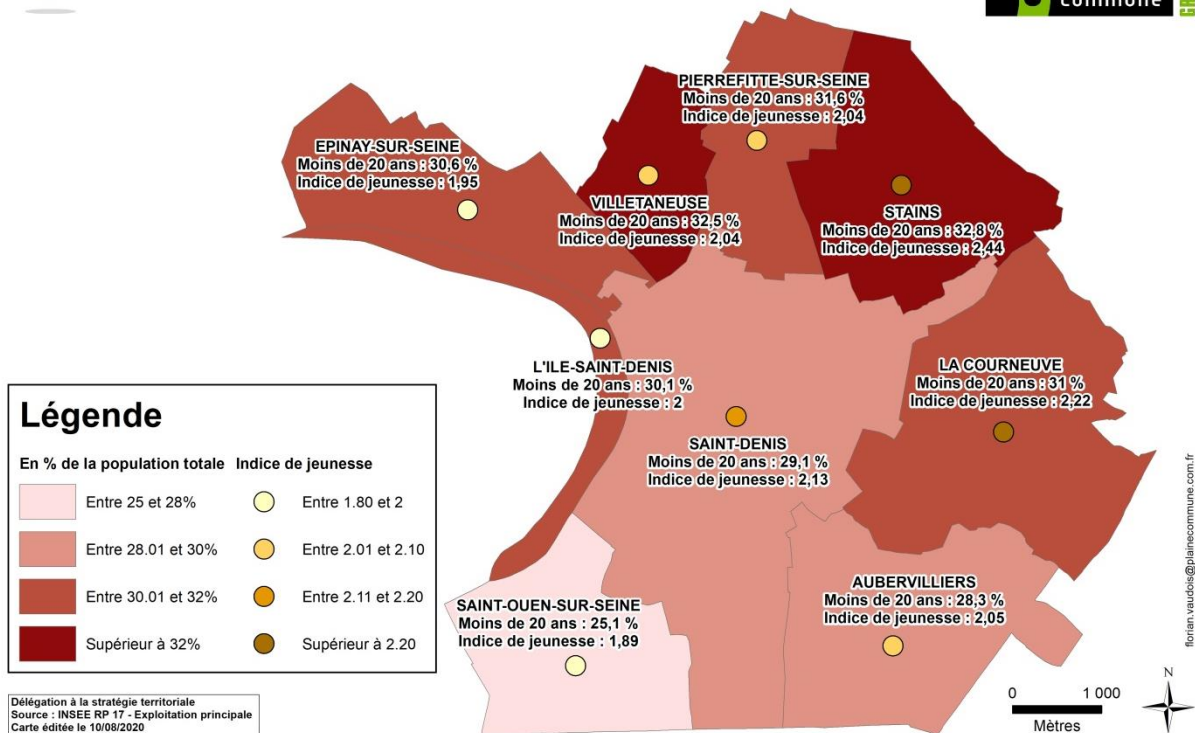 commune
PIERREFITTE-SUR-SEINE
Moins de 20 ans : 31,6 %
Indice de jeunesse : 2,04
EPINAY-SUR-SEINE
Moins de 20 ans : 30,6 %
Indice de jeunesse : 1,95
VILLETANEUSE
Moins de 20 ans : 32,5 %
Indice de jeunesse : 2,04
STAINS
Moins de 20 ans : 32,8 %
Indice de jeunesse : 2,44
L'ILE-SAINT-DENIS
Moins de 20 ans : 30,1 %
Indice de jeunesse : 2
LA COURNEUVE
Moins de 20 ans : 31 %
Indice de jeunesse : 2,22
SAINT-DENIS
Moins de 20 ans : 29,1 %
Indice de jeunesse : 2,13
AUBERVILLIERS
Moins de 20 ans : 28,3 %
Indice de jeunesse : 2,05
SAINT-OUEN-SUR-SEINE
Moins de 20 ans : 25,1 %
Indice de jeunesse : 1,89
Légende
En % de la population totale Indice de jeunesse
Entre 25 et 28% Entre 1.80 et 2
Entre 28.01 et 30% Entre 2.01 et 2.10
Entre 30.01 et 32% Entre 2.11 et 2.20
Supérieur à 32% Supérieur à 2.20
Délégation à la stratégie territoriale
Source : INSEE RP 17 - Exploitation principale
Carte éditée le 10/08/2020
0 1 000
Mètres
N
florian.vaudois@plainecommune.com.fr